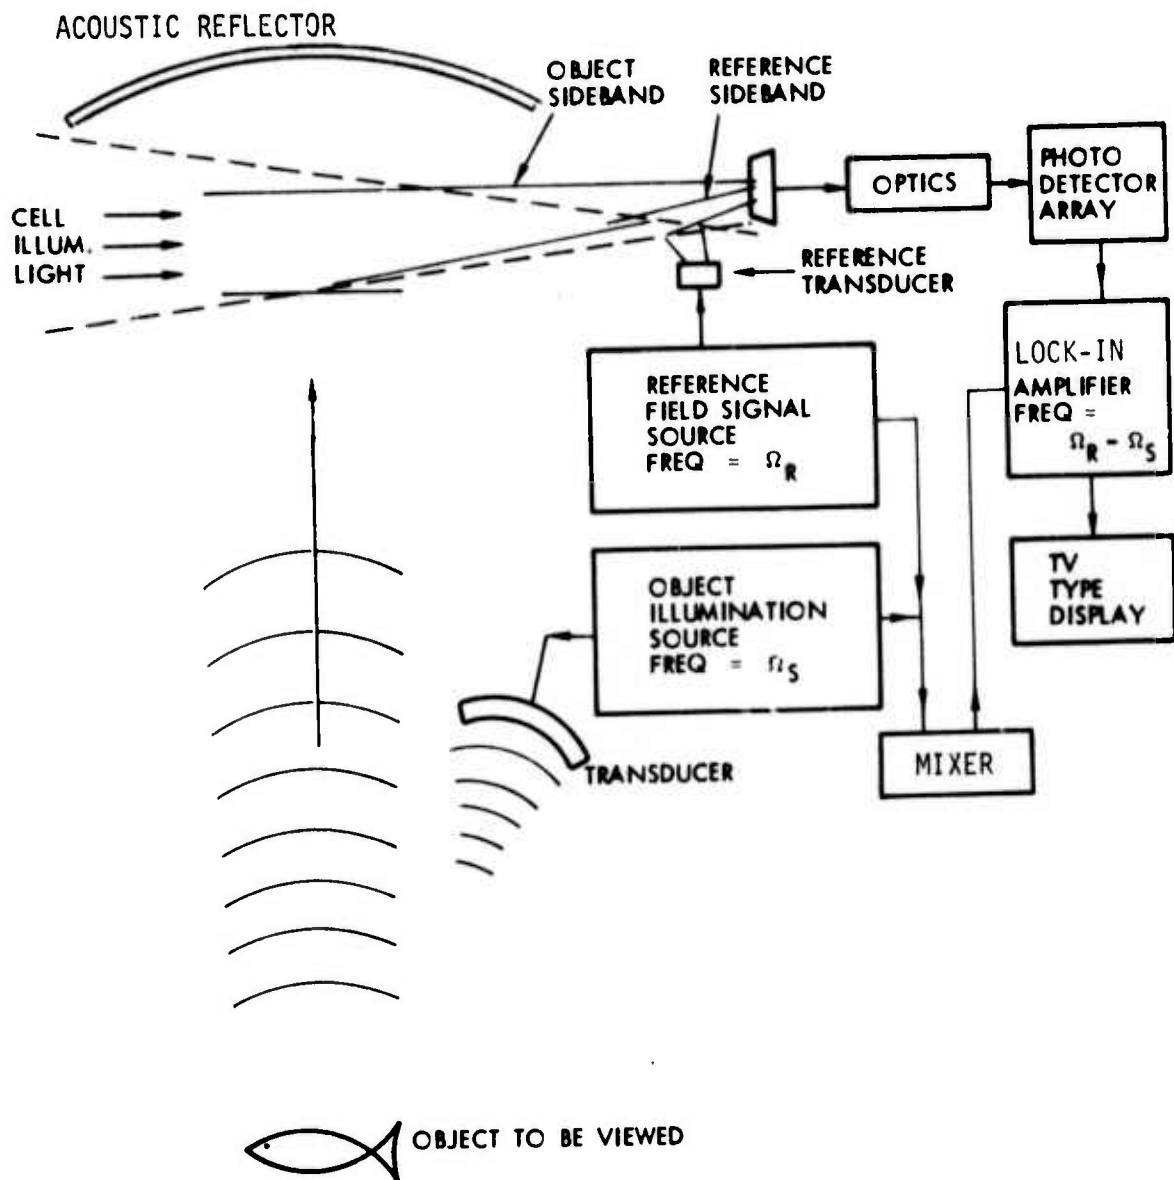 ACOUSTIC REFLECTOR
OBJECT
SIDEBAND
REFERENCE
SIDEBAND
CELL
ILLUM.
LIGHT
OPTICS
PHOTO
DETECTOR
ARRAY
REFERENCE
TRANSDUCER
REFERENCE
FIELD SIGNAL
SOURCE
FREQ = Ω_R
LOCK-IN
AMPLIFIER
FREQ =
Ω_R - Ω_S
OBJECT
ILLUMINATION
SOURCE
FREQ = Ω_S
TV
TYPE
DISPLAY
TRANSDUCER
MIXER
OBJECT TO BE VIEWED